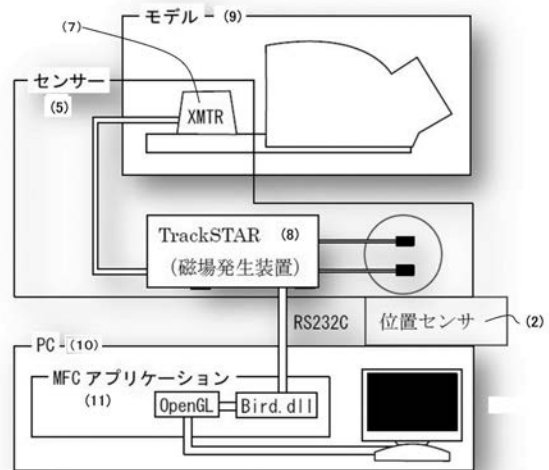 モデル (9)
(7)
センサー
(5)
XMTR
TrackSTAR (8)
(磁場発生装置)
RS232C
位置センサ
(2)
PC (10)
MFC アプリケーション
(11)
OpenGL
Bird.dll